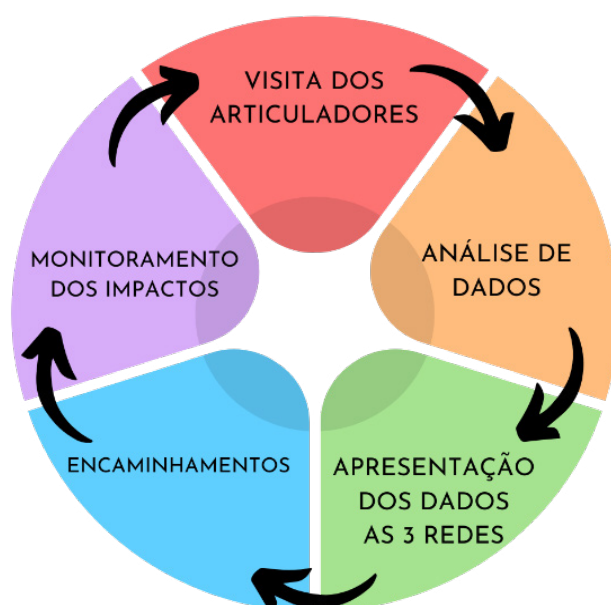 VISITA DOS
ARTICULADORES
ANÁLISE DE
DADOS
APRESENTAÇÃO
DOS DADOS
AS 3 REDES
ENCAMINHAMENTOS
MONITORAMENTO
DOS IMPACTOS